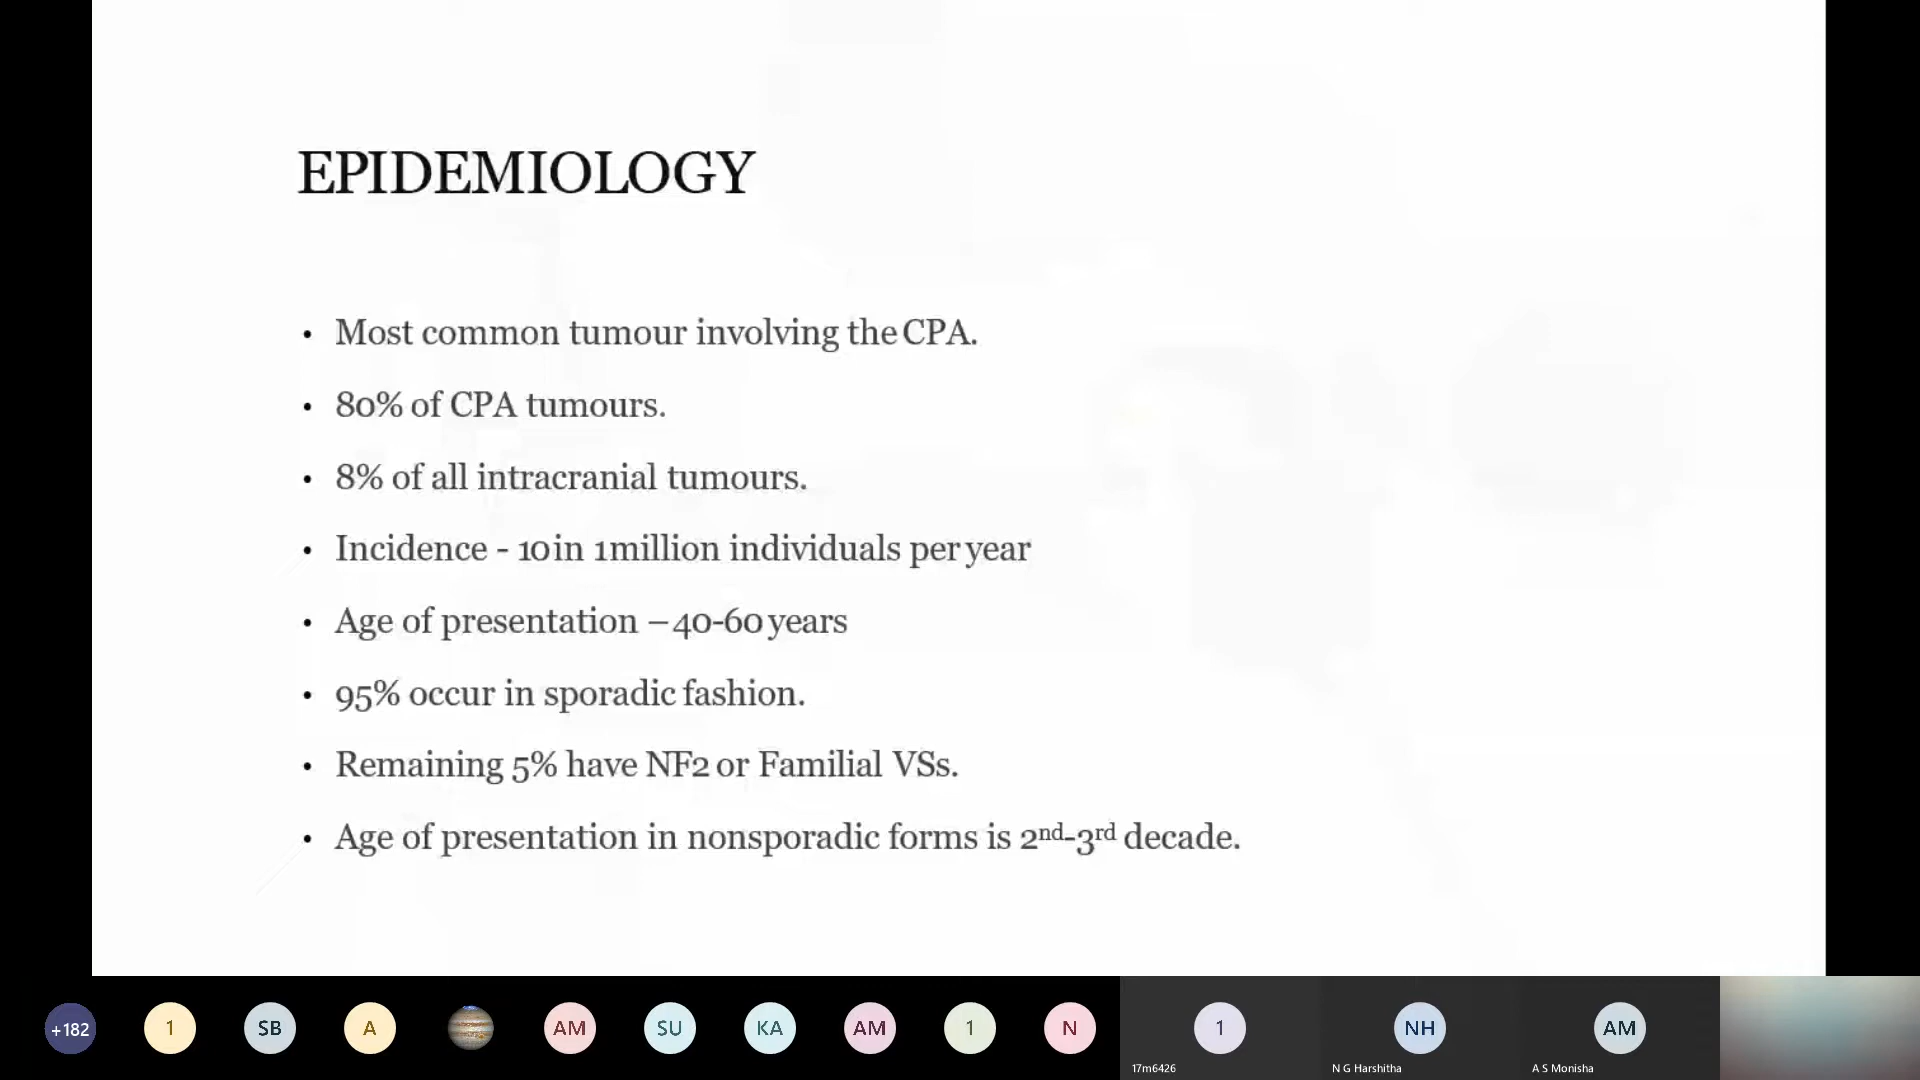 EPIDEMIOLOGY
• Most common tumour involving the CPA.
• 80% of CPA tumours.
• 8% of all intracranial tumours.
• Incidence - 10 in 1 million individuals per year
• Age of presentation – 40-60 years
• 95% occur in sporadic fashion.
• Remaining 5% have NF2 or Familial VSs.
• Age of presentation in nonsporadic forms is 2nd-3rd decade.
+182 1 SB A AM SU KA AM 1 N 1 NH AM
17m6426 N G Harshitha A S Monisha